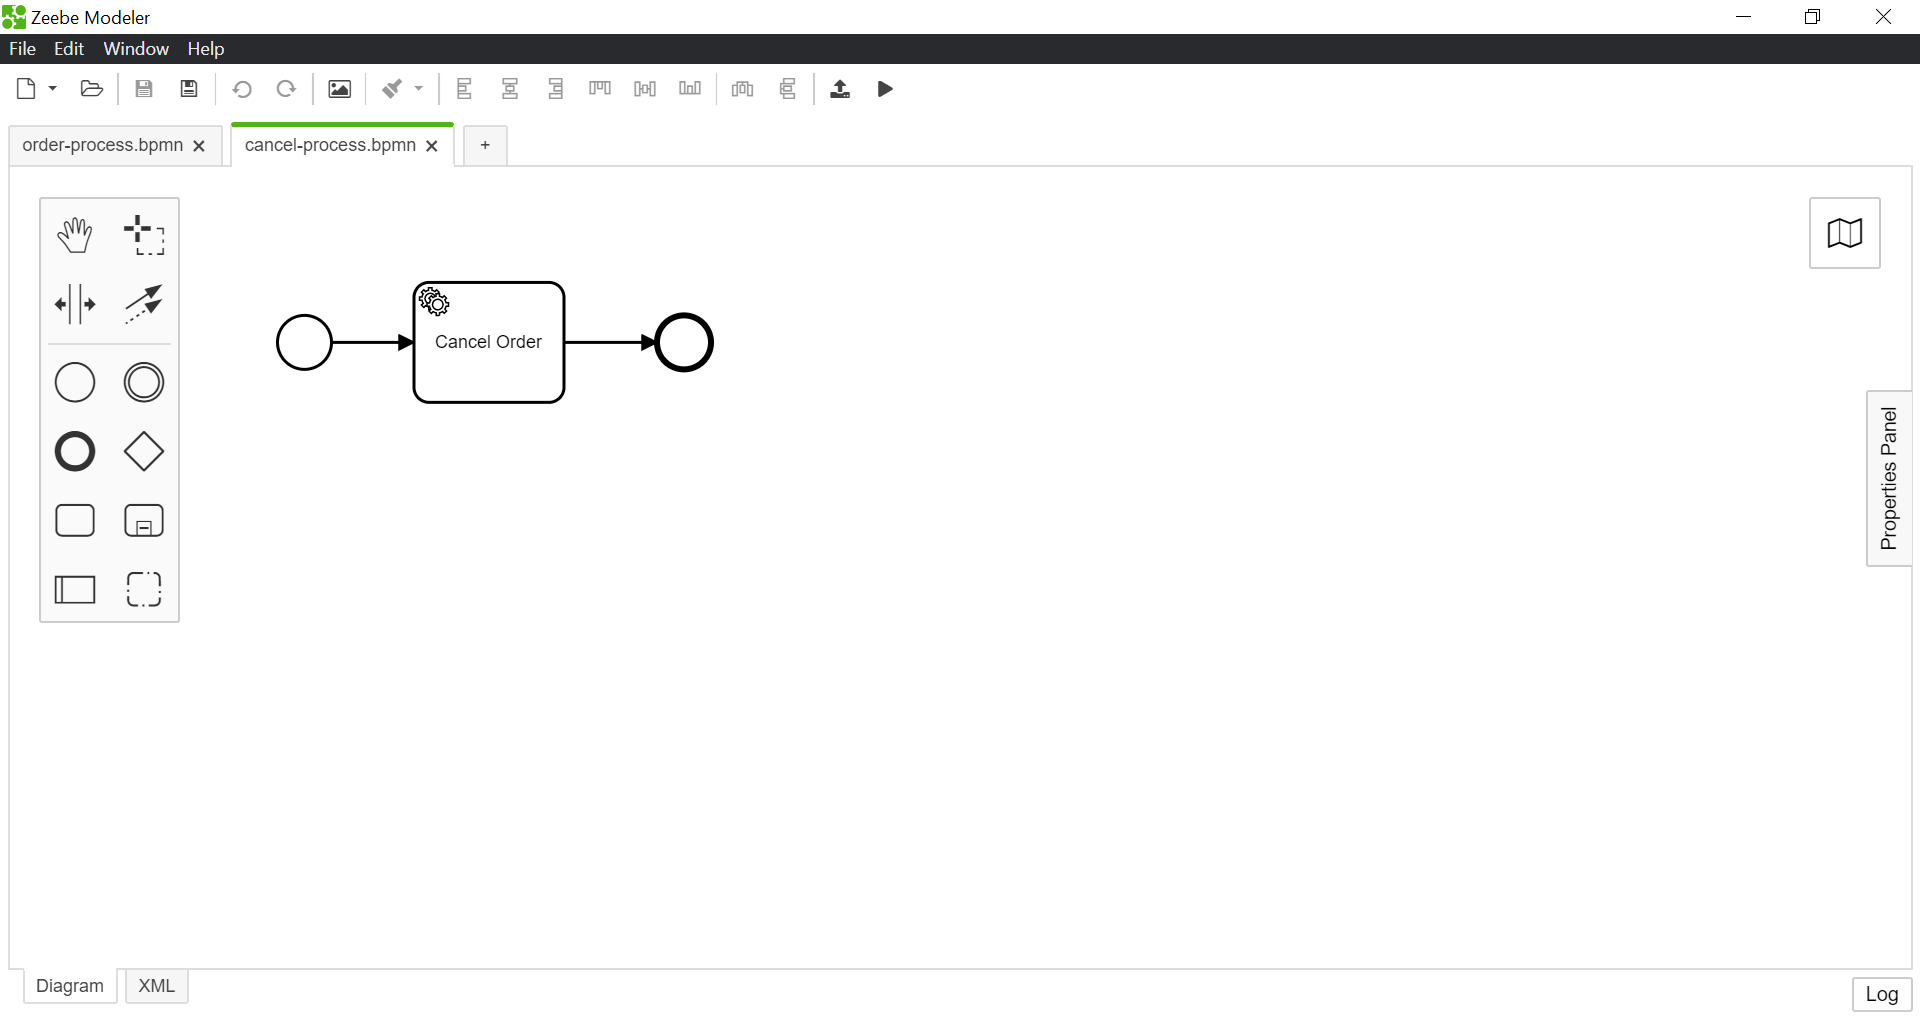 Zeebe Modeler
File Edit Window Help
order-process.bpmn
cancel-process.bpmn
+
Cancel Order
Properties Panel
Diagram XML
Log